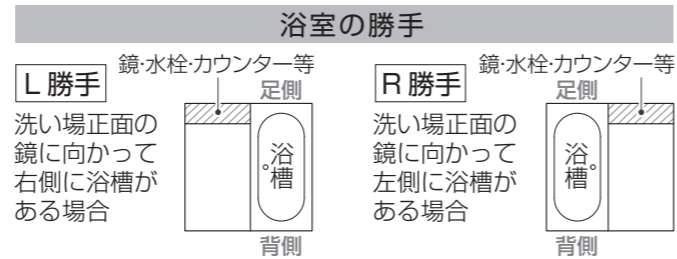 浴室の勝手
L勝手
鏡・水栓・カウンター等
足側
洗い場正面の
鏡に向かって
右側に浴槽が
ある場合
浴槽
背側
R勝手
鏡・水栓・カウンター等
足側
洗い場正面の
鏡に向かって
左側に浴槽が
ある場合
浴槽
背側